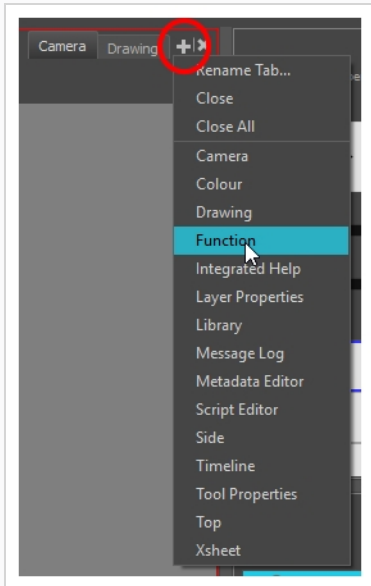 Camera
Drawing
Rename Tab...
Close
Close All
Camera
Colour
Drawing
Function
Integrated Help
Layer Properties
Library
Message Log
Metadata Editor
Script Editor
Side
Timeline
Tool Properties
Top
Xsheet